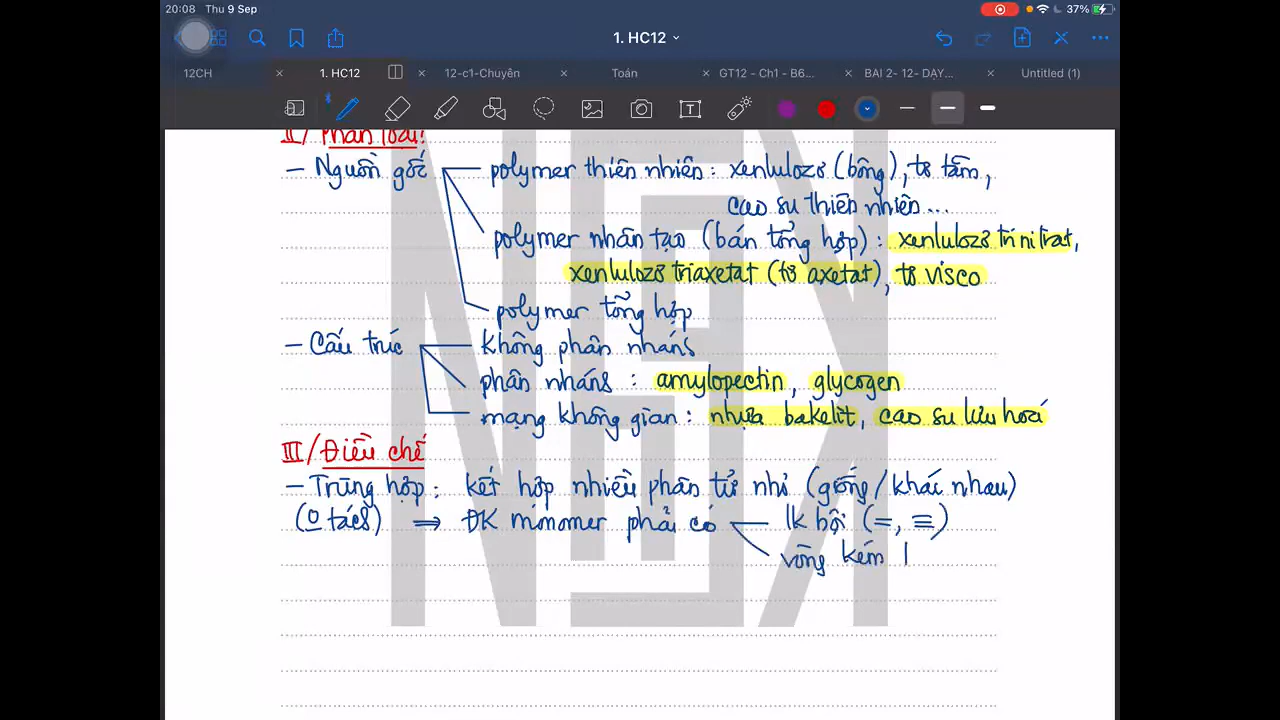 20:08 Thu 9 Sep 37%
1. HC12
12CH 1. HC12 12-c1-Chuyên Toán GT12 - Ch1 - B6... BÀI 2- 12- DẠY... Untitled (1)
II/ Phân loại:
- Nguồn gốc polymer thiên nhiên: xenlulozơ (bông), tơ tằm,
cao su thiên nhiên...
polymer nhân tạo (bán tổng hợp): xenlulozơ trinitrat,
xenlulozơ triaxetat (tơ axetat), tơ visco
polymer tổng hợp
- Cấu trúc không phân nhánh
phân nhánh: amylopectin, glycogen
mạng không gian: nhựa bakelit, cao su lưu hoá
III/ Điều chế
- Trùng hợp: kết hợp nhiều phân tử nhỏ (giống/khác nhau)
(0 tách) ⇒ ĐK mônomer phải có lk bội (=, ≡)
vòng kém